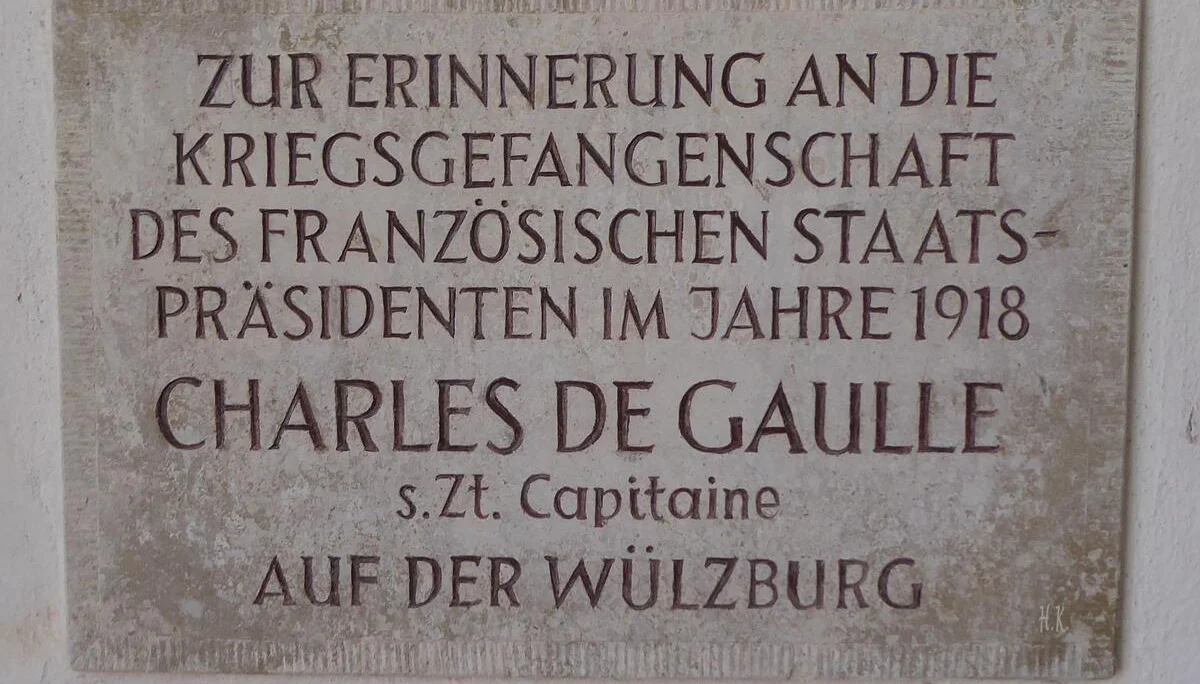 ZUR ERINNERUNG AN DIE
KRIEGSGEFANGENSCHAFT
DES FRANZÖSISCHEN STAATS-
PRÄSIDENTEN IM JAHRE 1918
CHARLES DE GAULLE
s.Zt. Capitaine
AUF DER WÜLZBURG
H.K.